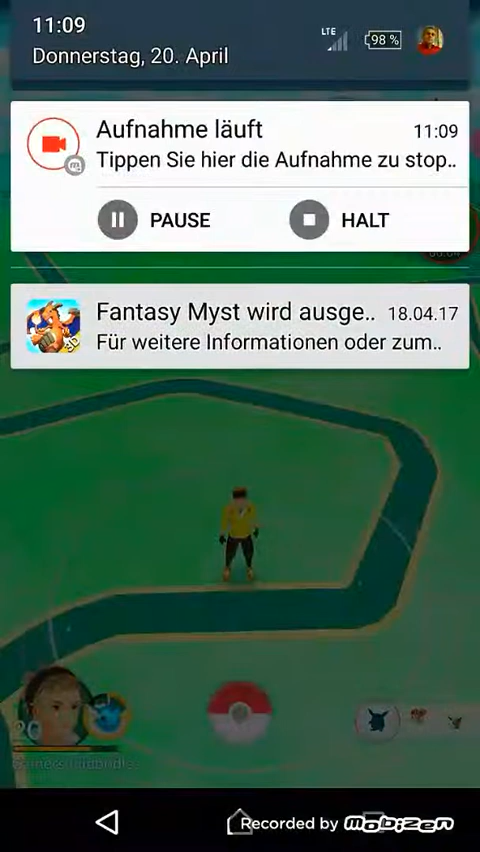 11:09
Donnerstag, 20. April
LTE
98 %
Aufnahme läuft
11:09
Tippen Sie hier die Aufnahme zu stop..
PAUSE
HALT
Fantasy Myst wird ausge..
18.04.17
Für weitere Informationen oder zum..
3D
20
Recorded by mobizen